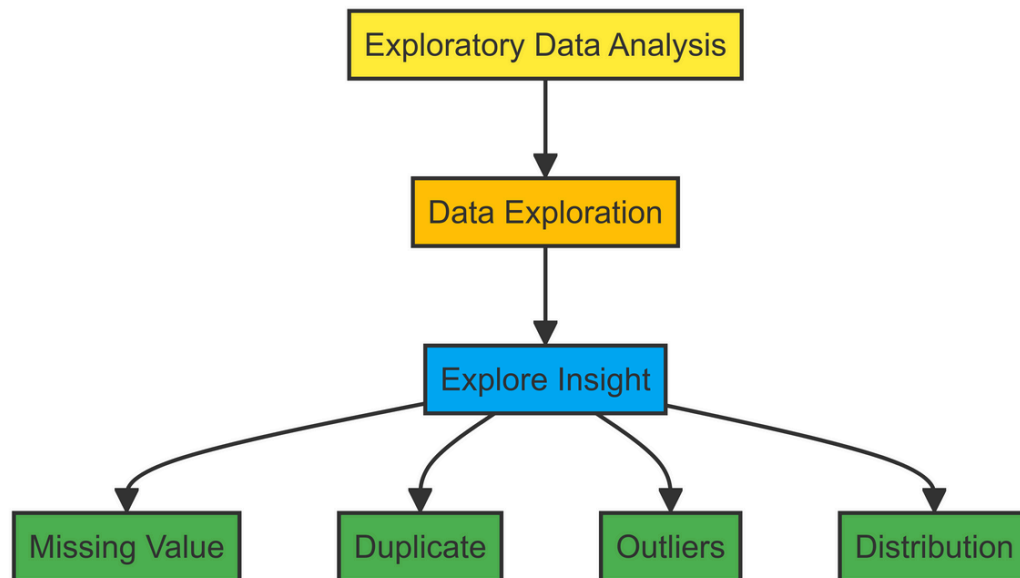 Exploratory Data Analysis
Data Exploration
Explore Insight
Missing Value
Duplicate
Outliers
Distribution